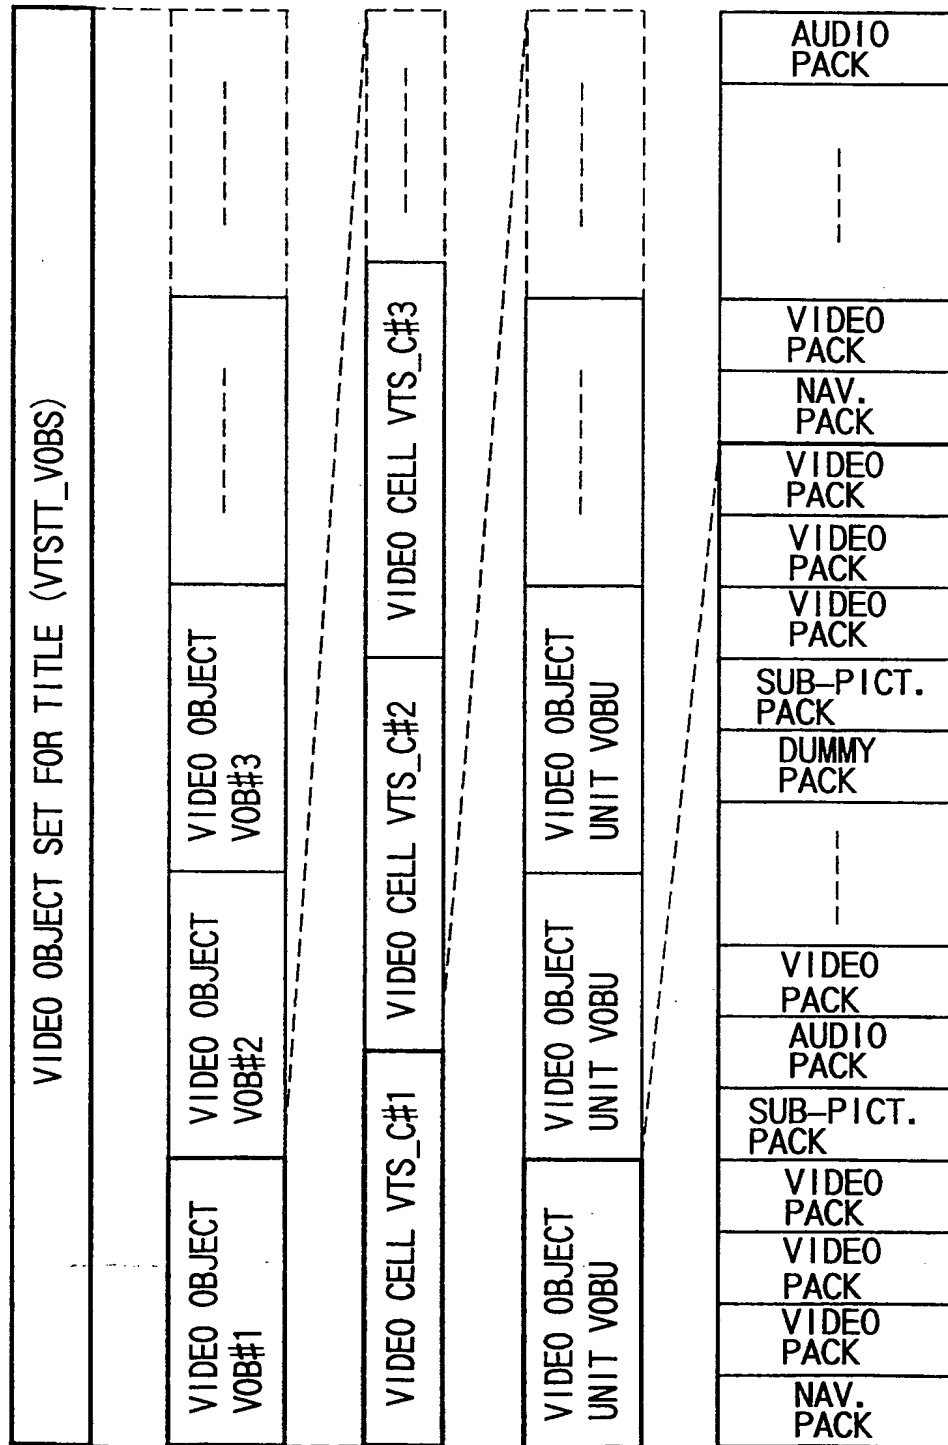 VIDEO OBJECT SET FOR TITLE (VTSTT_VOBS)
VIDEO OBJECT
VOB#1
VIDEO OBJECT
VOB#2
VIDEO OBJECT
VOB#3
VIDEO CELL VTS_C#1
VIDEO CELL VTS_C#2
VIDEO CELL VTS_C#3
VIDEO OBJECT
UNIT VOBU
VIDEO OBJECT
UNIT VOBU
VIDEO OBJECT
UNIT VOBU
AUDIO
PACK
VIDEO
PACK
NAV.
PACK
VIDEO
PACK
VIDEO
PACK
VIDEO
PACK
SUB-PICT.
PACK
DUMMY
PACK
VIDEO
PACK
AUDIO
PACK
SUB-PICT.
PACK
VIDEO
PACK
VIDEO
PACK
VIDEO
PACK
NAV.
PACK